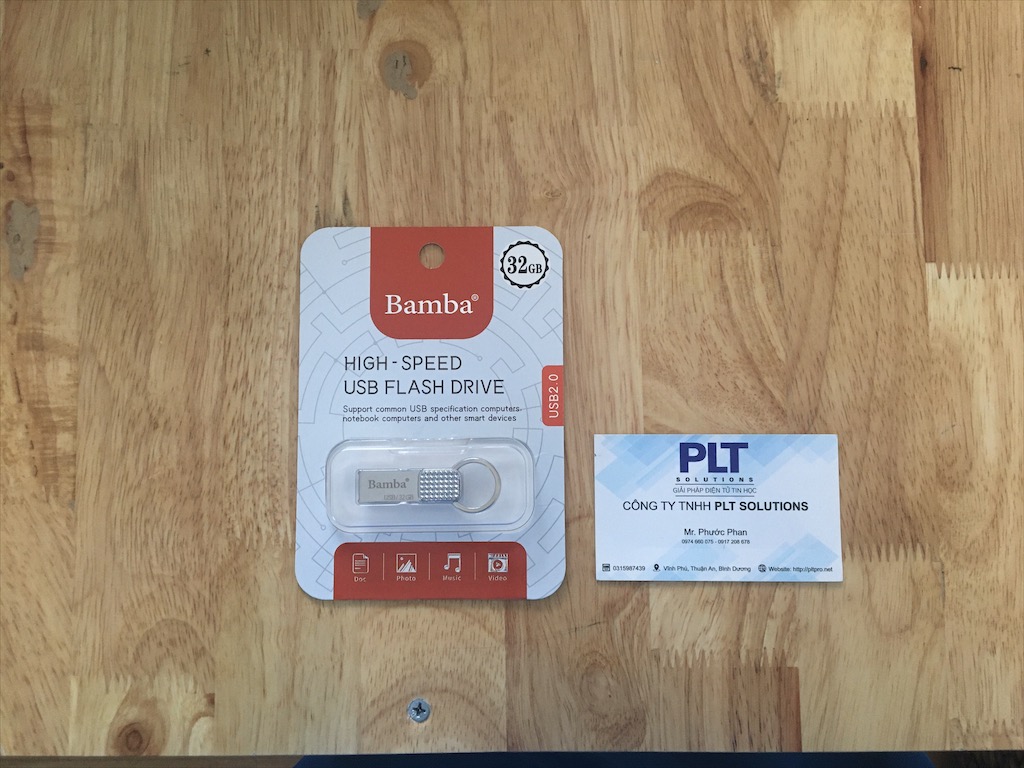 32GB
Bamba®
HIGH - SPEED
USB FLASH DRIVE
Support common USB specification computers,
notebook computers and other smart devices
USB2.0
Bamba®
USB/32GB
Doc
Photo
Music
Video
PLT
SOLUTIONS
GIẢI PHÁP ĐIỆN TỬ TIN HỌC
CÔNG TY TNHH PLT SOLUTIONS
Mr. Phước Phan
0974 660 075 - 0917 208 678
0315987439
Vĩnh Phú, Thuận An, Bình Dương
Website: http://pltpro.net